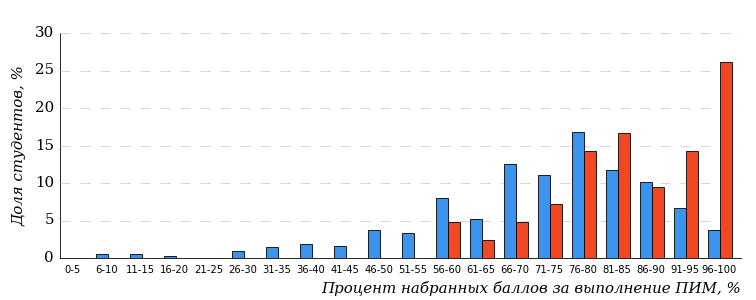 30
25
20
15
10
5
0
Доля студентов, %
0-5 6-10 11-15 16-20 21-25 26-30 31-35 36-40 41-45 46-50 51-55 56-60 61-65 66-70 71-75 76-80 81-85 86-90 91-95 96-100
Процент набранных баллов за выполнение ПИМ, %